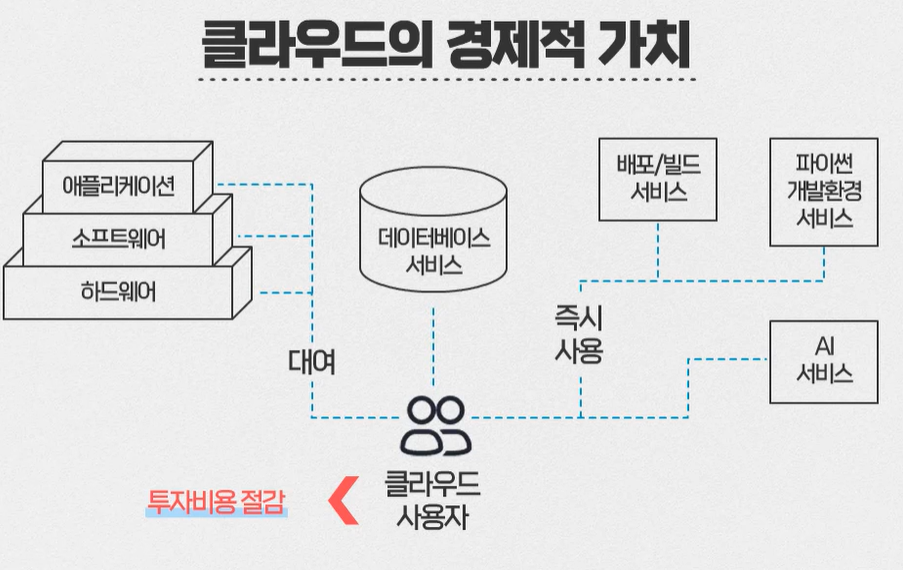 클라우드의 경제적 가치
애플리케이션
소프트웨어
하드웨어
대여
데이터베이스
서비스
배포/빌드
서비스
파이썬
개발환경
서비스
즉시
사용
AI
서비스
클라우드
사용자
투자비용 절감